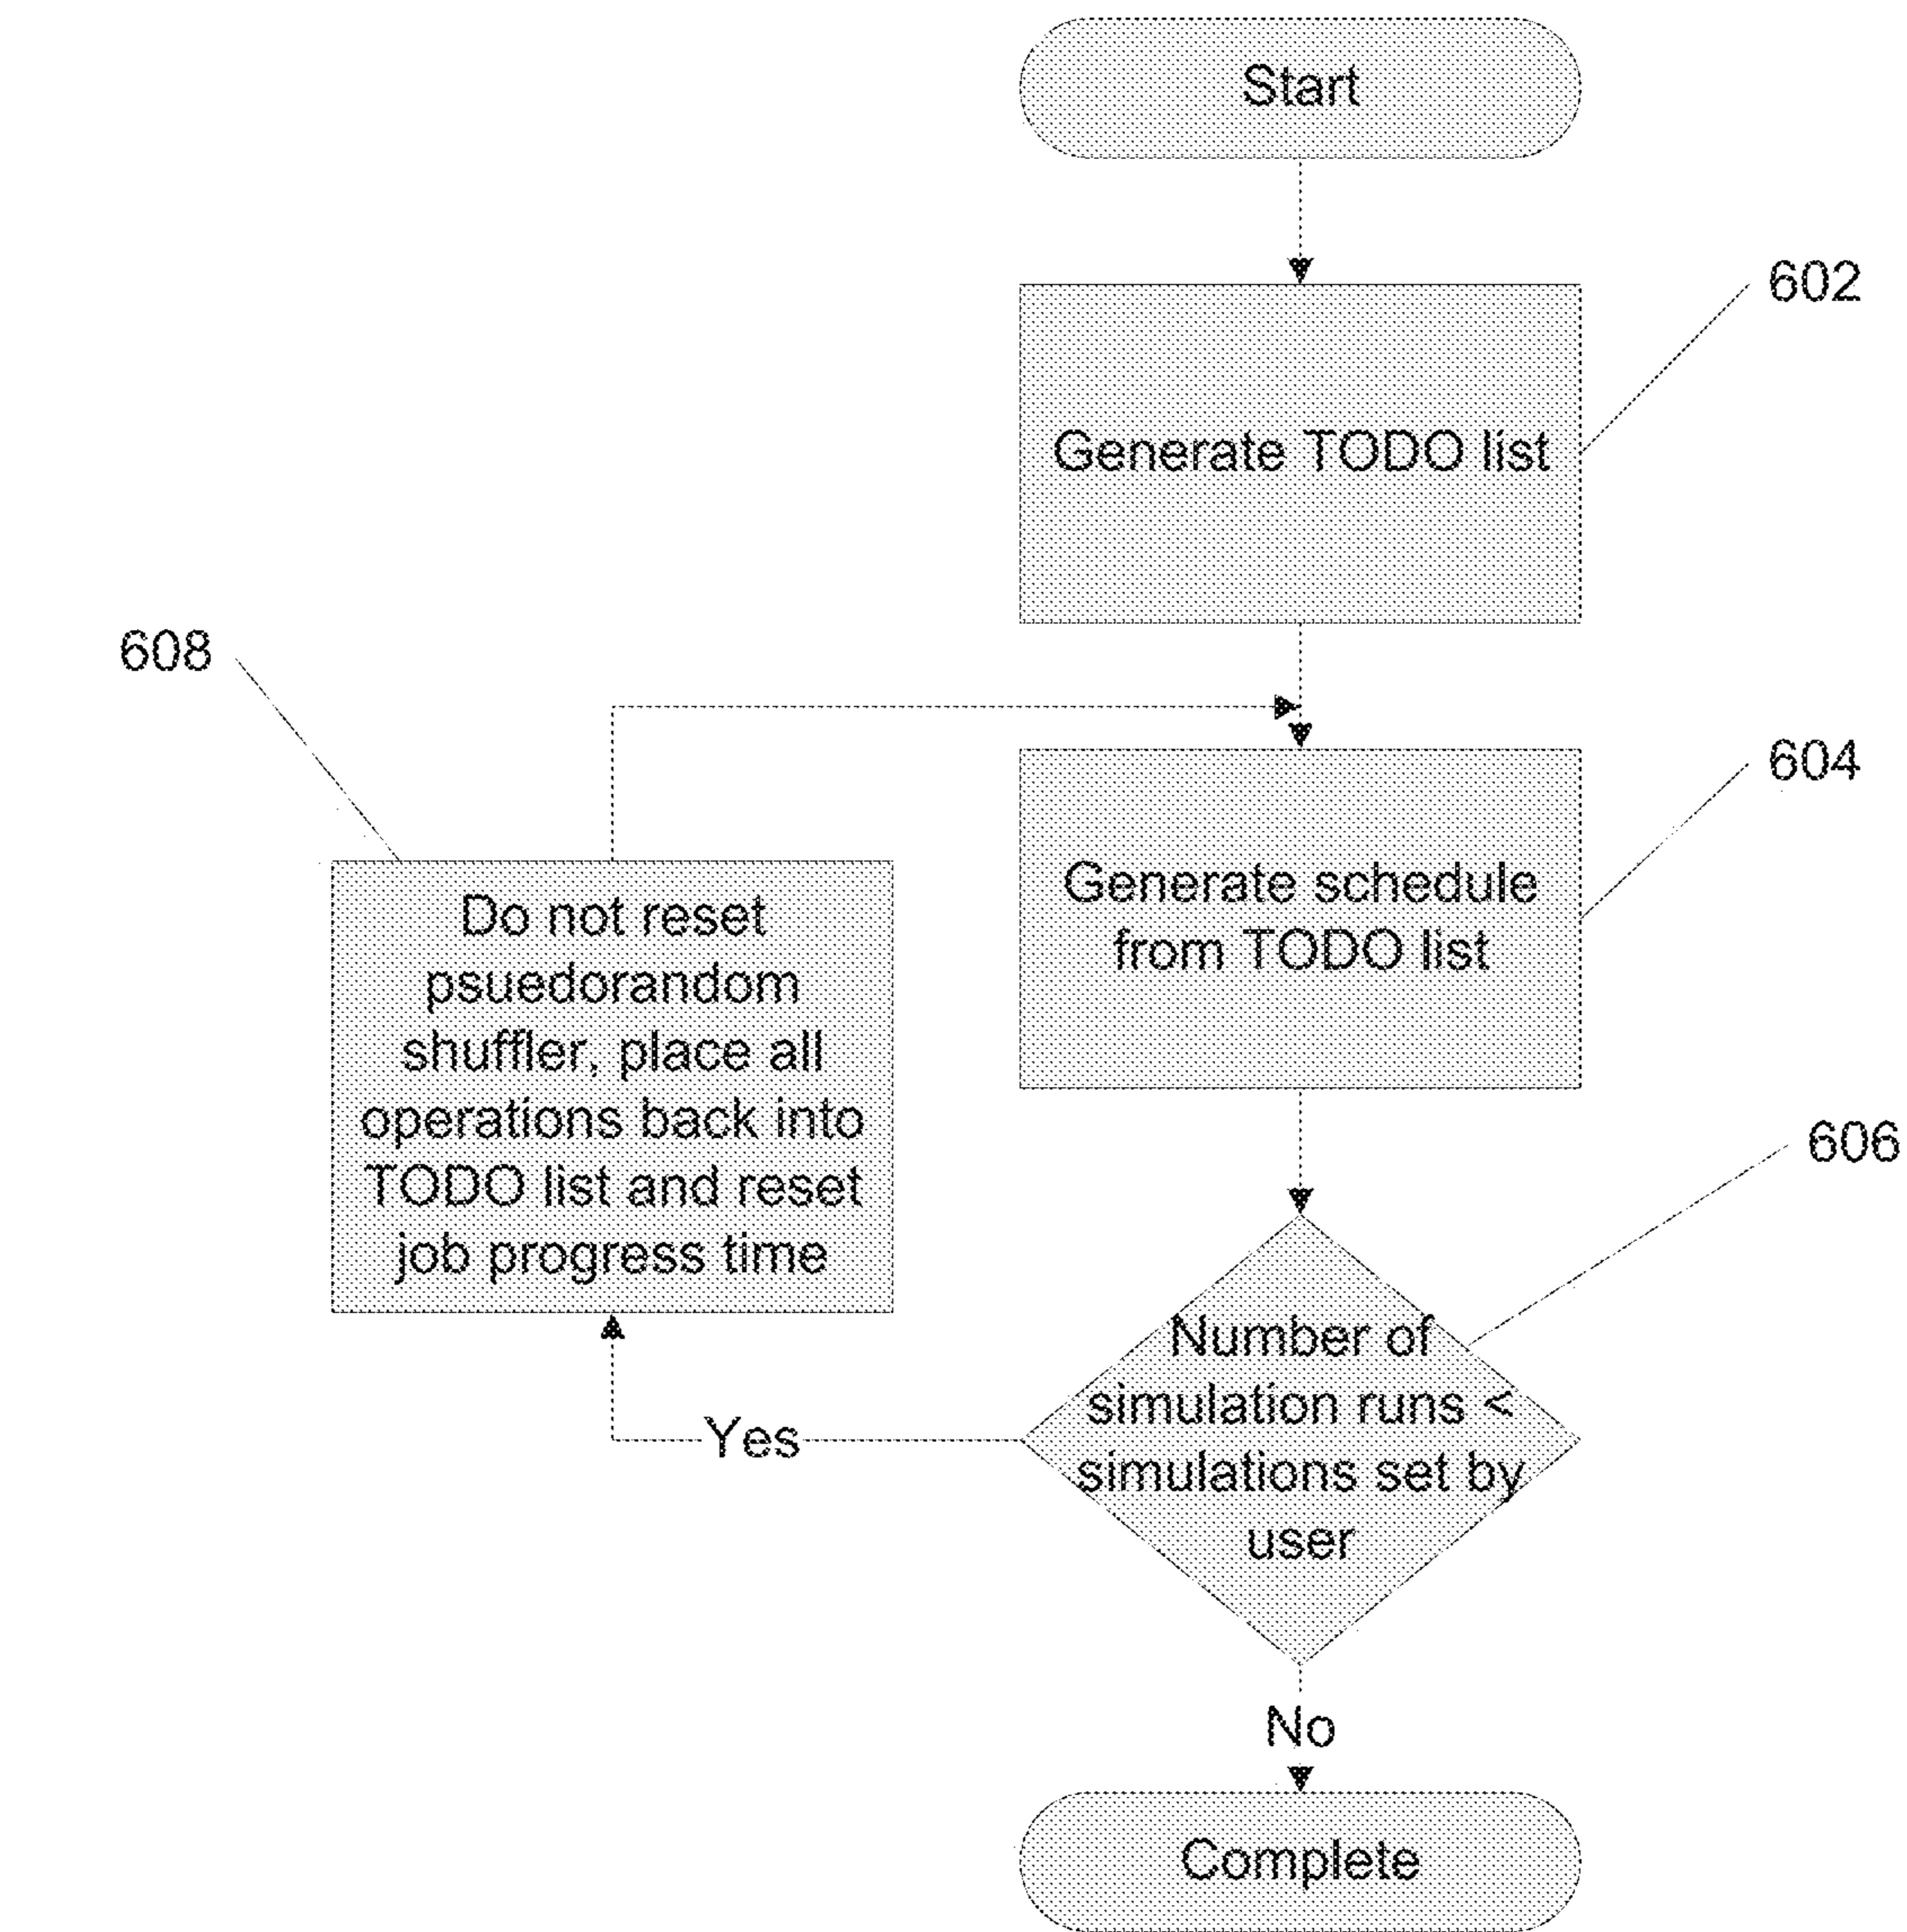 Start
602
Generate TODO list
608
604
Generate schedule
from TODO list
Do not reset
psuedorandom
shuffler, place all
operations back into
TODO list and reset
job progress time
606
Number of
simulation runs <
simulations set by
user
Yes
No
Complete